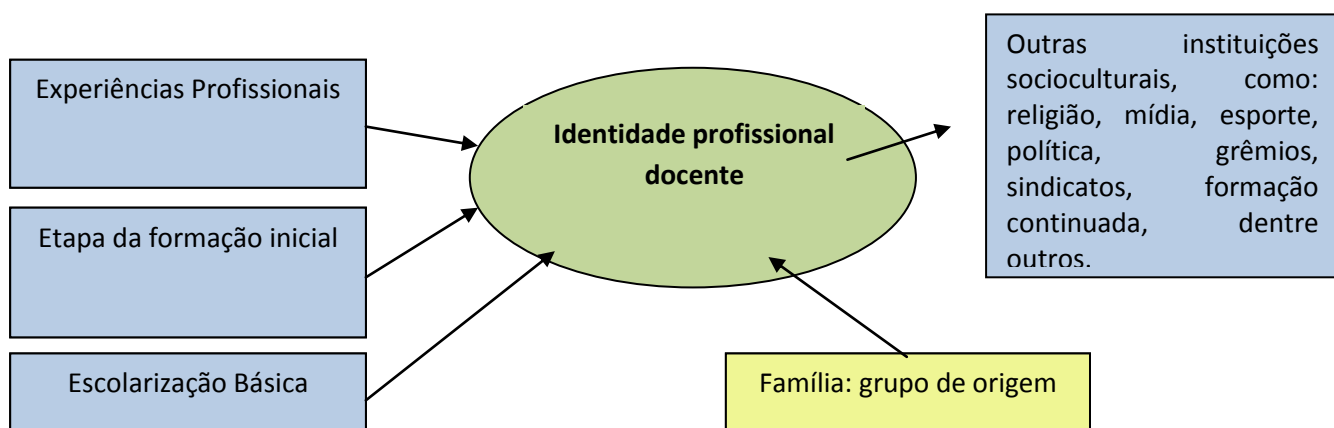 Experiências Profissionais
Etapa da formação inicial
Escolarização Básica
Identidade profissional
docente
Família: grupo de origem
Outras instituições
socioculturais, como:
religião, mídia, esporte,
política, grêmios,
sindicatos, formação
continuada, dentre
outros.